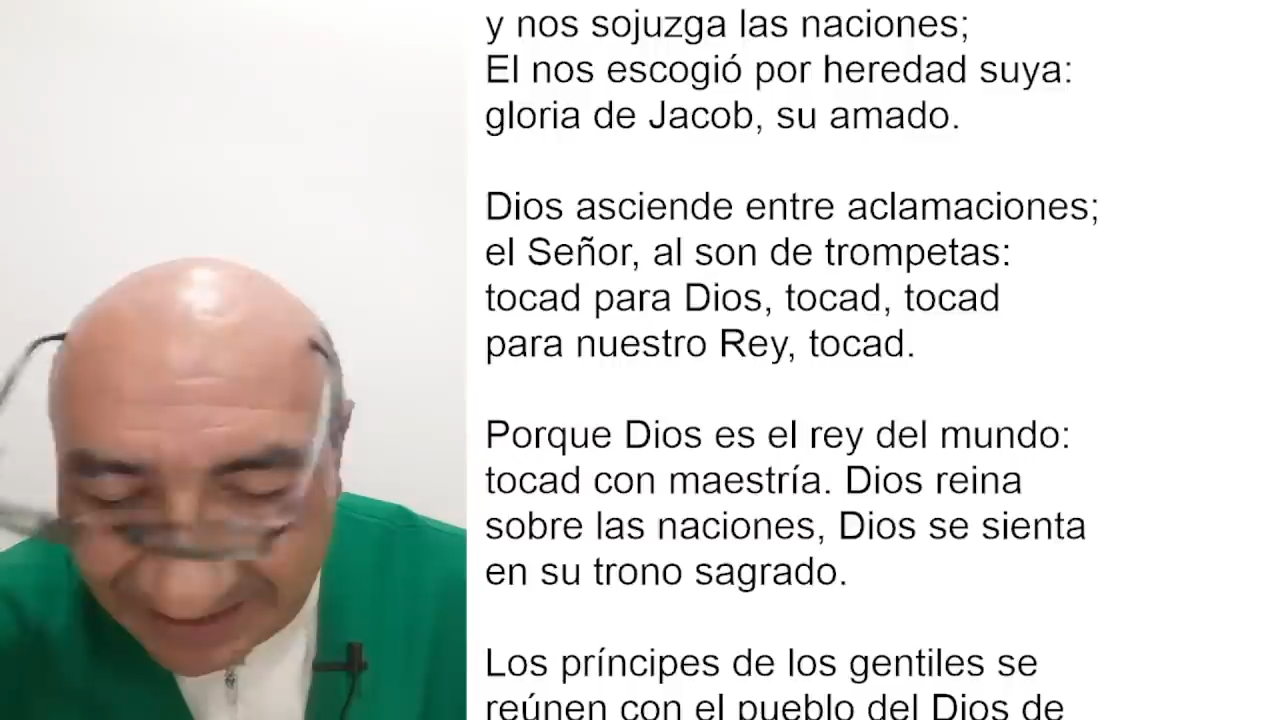 y nos sojuzga las naciones;
El nos escogió por heredad suya:
gloria de Jacob, su amado.
Dios asciende entre aclamaciones;
el Señor, al son de trompetas:
tocad para Dios, tocad, tocad
para nuestro Rey, tocad.
Porque Dios es el rey del mundo:
tocad con maestría. Dios reina
sobre las naciones, Dios se sienta
en su trono sagrado.
Los príncipes de los gentiles se
reúnen con el pueblo del Dios de